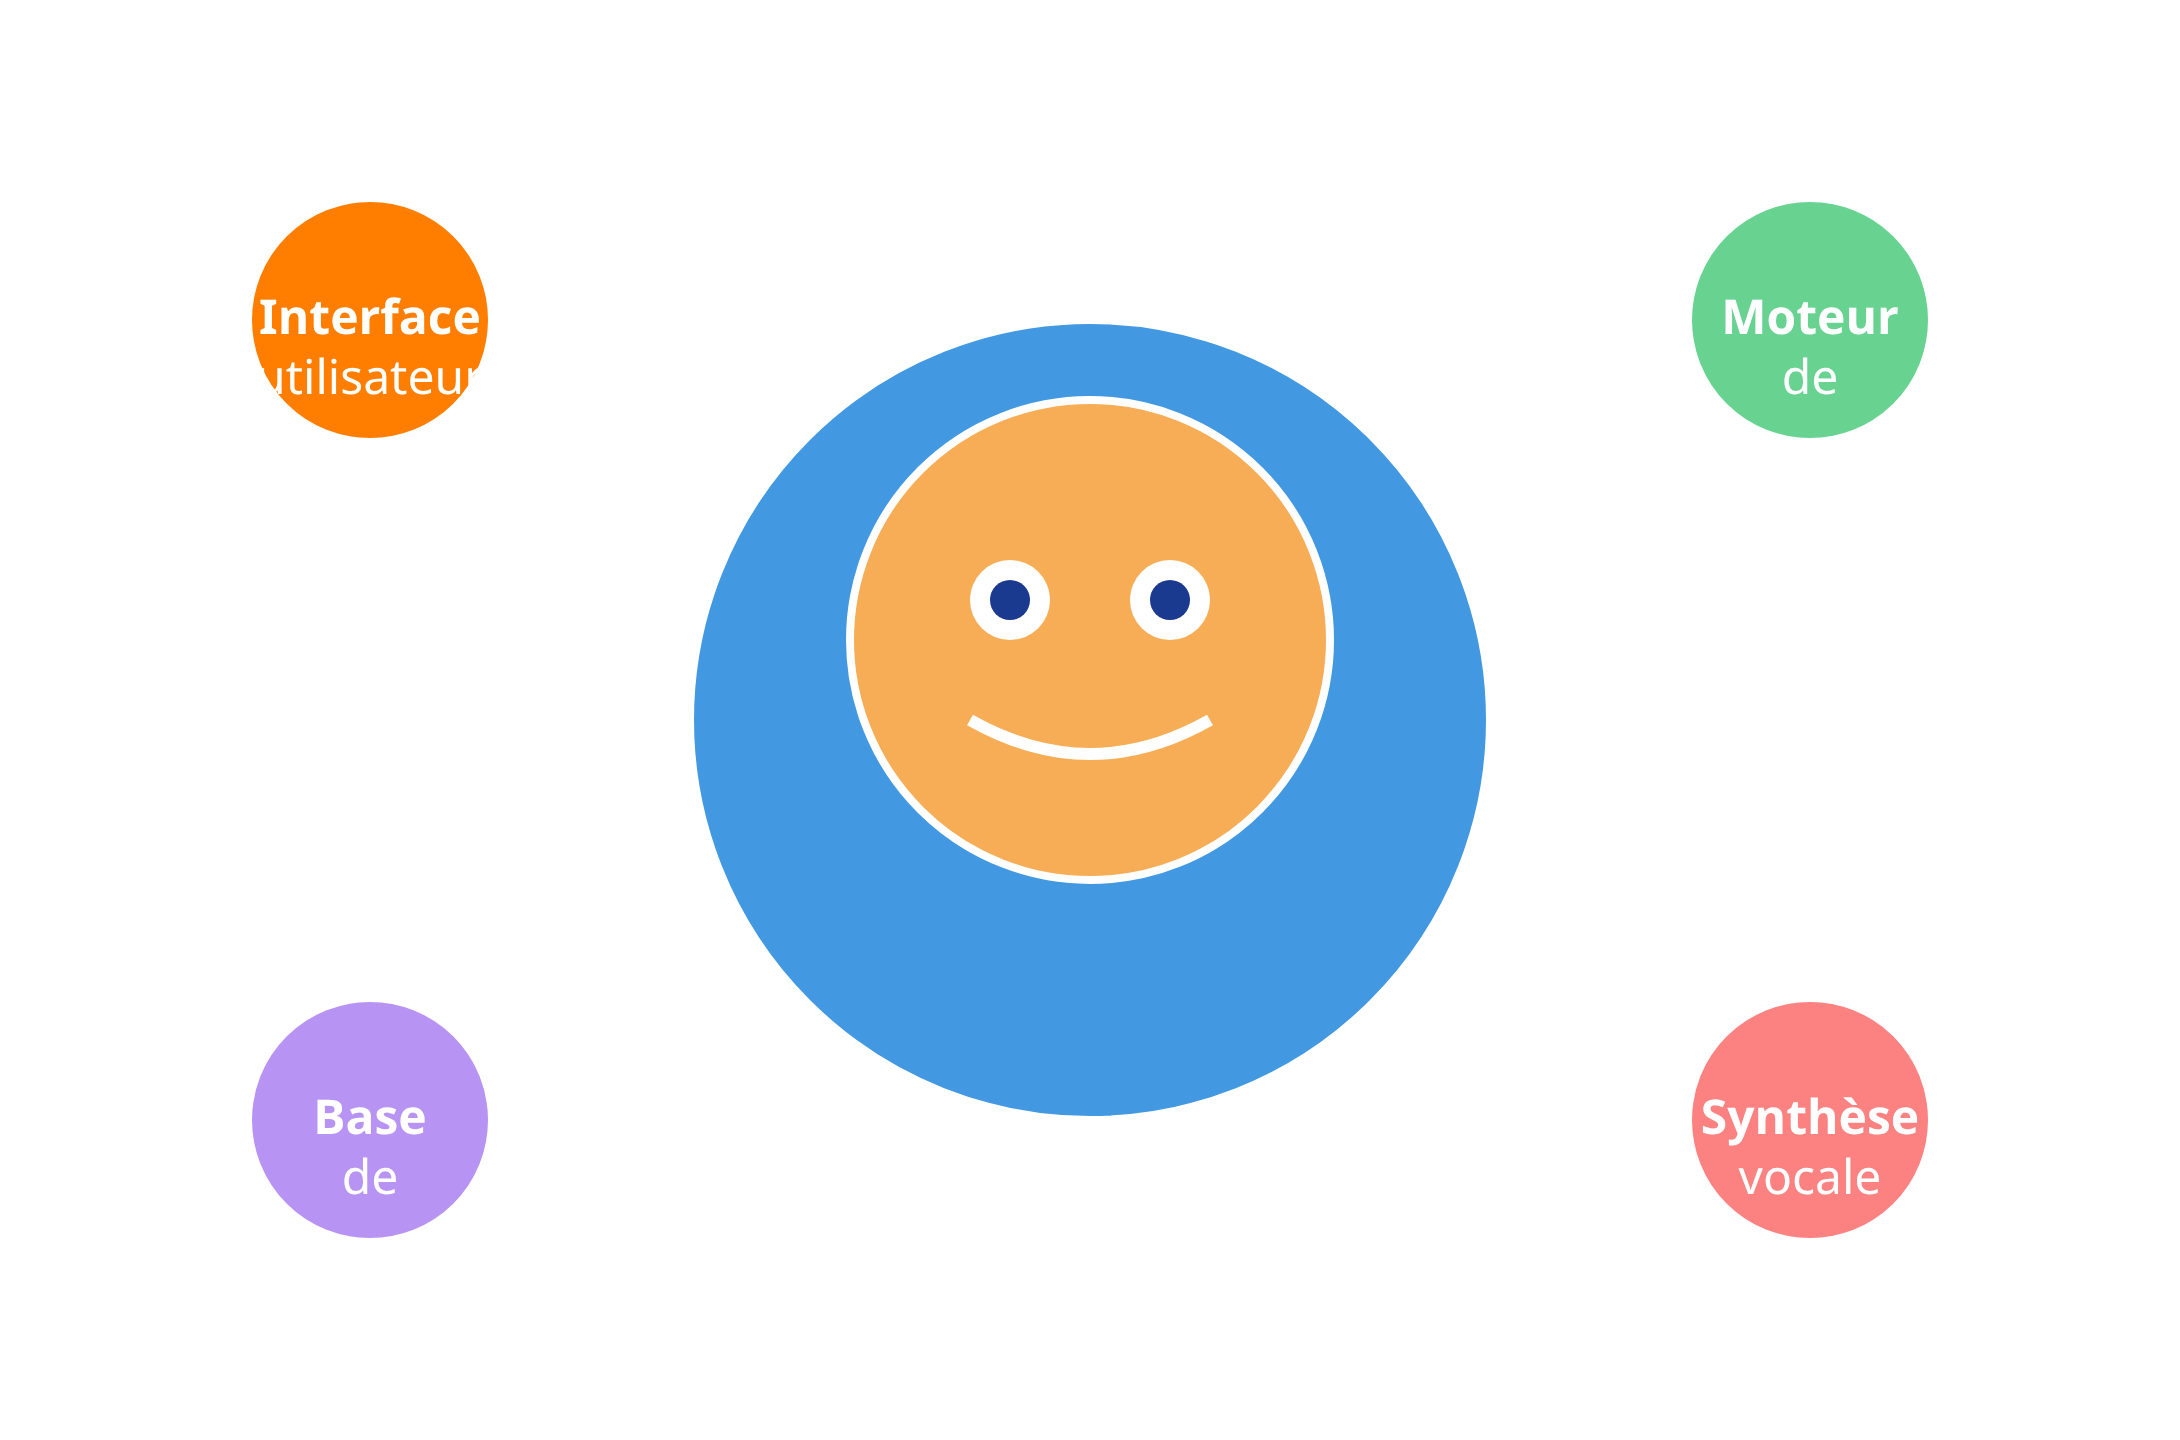 Interface
utilisateur
Moteur
de
Base
de
Synthèse
vocale